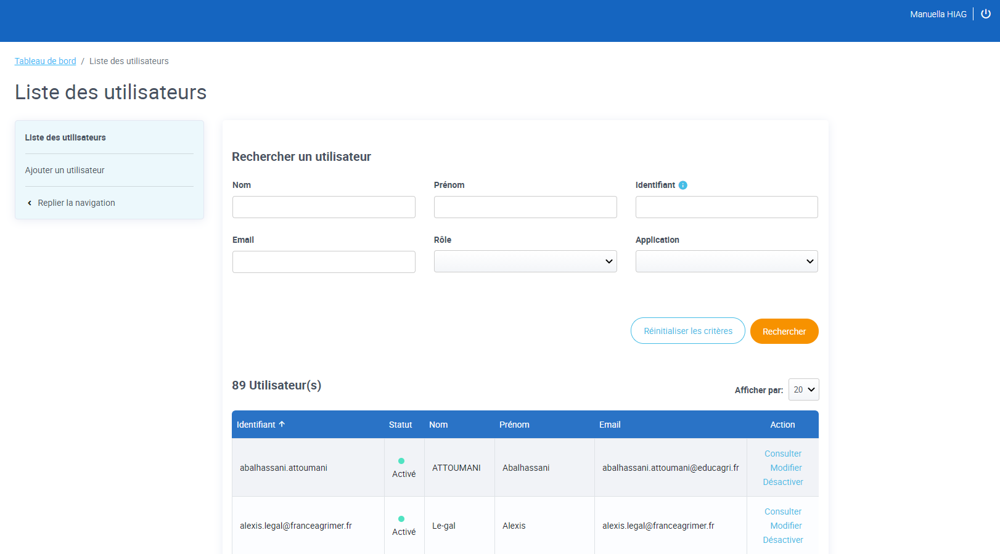 Manuella HIAG
Tableau de bord / Liste des utilisateurs
Liste des utilisateurs
Liste des utilisateurs
Ajouter un utilisateur
Replier la navigation
Rechercher un utilisateur
Nom
Prénom
Identifiant
Email
Rôle
Application
Réinitialiser les critères
Rechercher
89 Utilisateur(s)
Afficher par: 20
Identifiant Statut Nom Prénom Email Action
abalhassani.attoumani Activé ATTOUMANI Abalhassani abalhassani.attoumani@educagri.fr
Consulter
Modifier
Désactiver
alexis.legal@franceagrimer.fr Activé Le-gal Alexis alexis.legal@franceagrimer.fr
Consulter
Modifier
Désactiver